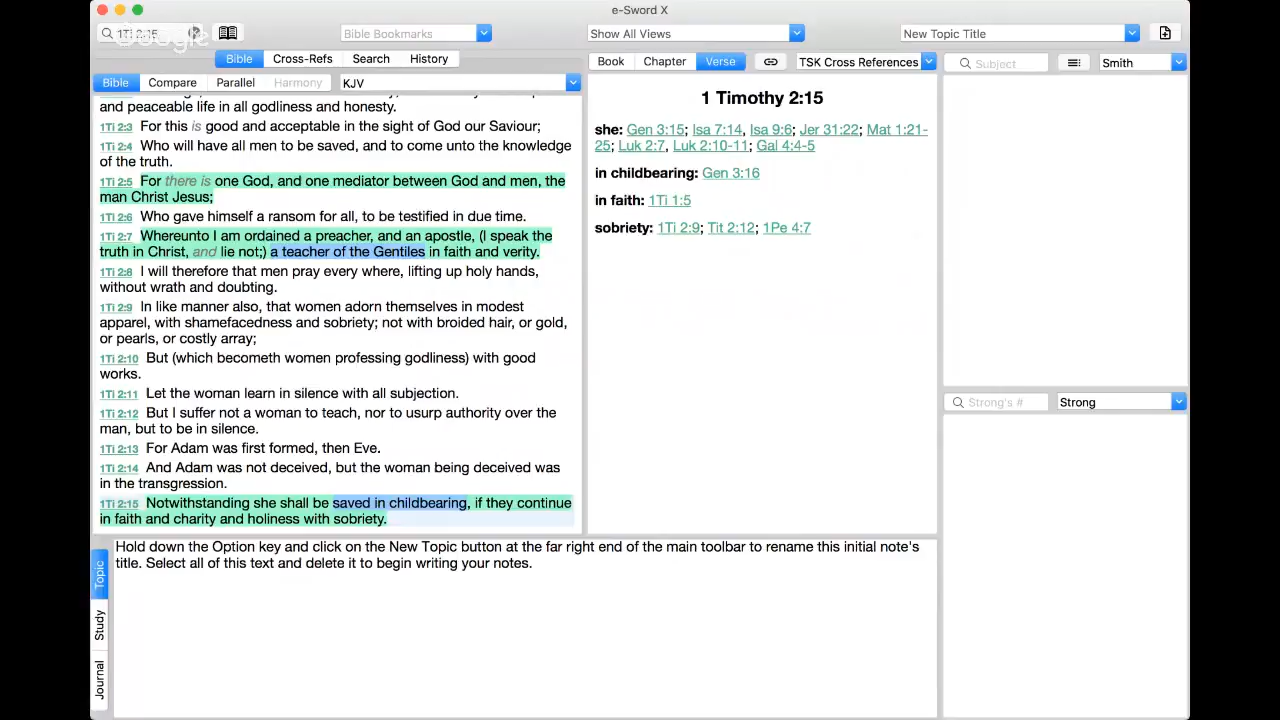 e-Sword X
1Ti 2:15
Google
Bible Bookmarks
Show All Views
New Topic Title
Bible Cross-Refs Search History
Book Chapter Verse
TSK Cross References
Subject
Smith
Bible Compare Parallel Harmony
KJV
and peaceable life in all godliness and honesty.
1Ti 2:3 For this is good and acceptable in the sight of God our Saviour;
1Ti 2:4 Who will have all men to be saved, and to come unto the knowledge
of the truth.
1Ti 2:5 For there is one God, and one mediator between God and men, the
man Christ Jesus;
1Ti 2:6 Who gave himself a ransom for all, to be testified in due time.
1Ti 2:7 Whereunto I am ordained a preacher, and an apostle, (I speak the
truth in Christ, and lie not;) a teacher of the Gentiles in faith and verity.
1Ti 2:8 I will therefore that men pray every where, lifting up holy hands,
without wrath and doubting.
1Ti 2:9 In like manner also, that women adorn themselves in modest
apparel, with shamefacedness and sobriety; not with broided hair, or gold,
or pearls, or costly array;
1Ti 2:10 But (which becometh women professing godliness) with good
works.
1Ti 2:11 Let the woman learn in silence with all subjection.
1Ti 2:12 But I suffer not a woman to teach, nor to usurp authority over the
man, but to be in silence.
1Ti 2:13 For Adam was first formed, then Eve.
1Ti 2:14 And Adam was not deceived, but the woman being deceived was
in the transgression.
1Ti 2:15 Notwithstanding she shall be saved in childbearing, if they continue
in faith and charity and holiness with sobriety.
1 Timothy 2:15
she: Gen 3:15; Isa 7:14, Isa 9:6; Jer 31:22; Mat 1:21-
25; Luk 2:7, Luk 2:10-11; Gal 4:4-5
in childbearing: Gen 3:16
in faith: 1Ti 1:5
sobriety: 1Ti 2:9; Tit 2:12; 1Pe 4:7
Strong's #
Strong
Topic
Study
Journal
Hold down the Option key and click on the New Topic button at the far right end of the main toolbar to rename this initial note's
title. Select all of this text and delete it to begin writing your notes.